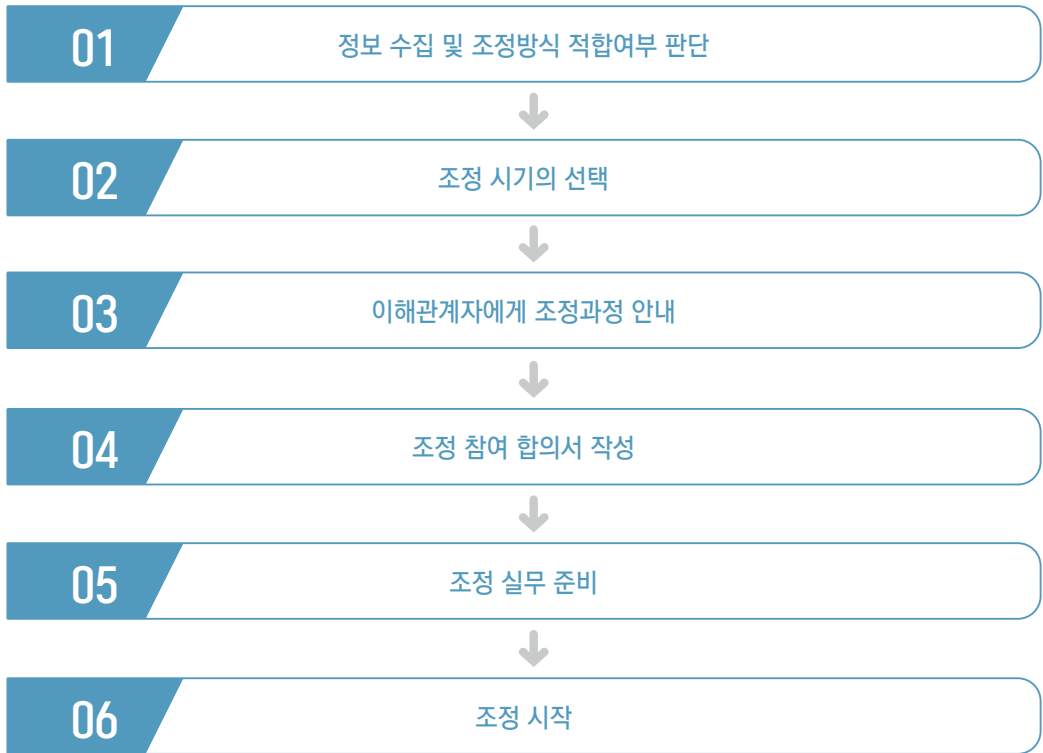 01
정보 수집 및 조정방식 적합여부 판단
02
조정 시기의 선택
03
이해관계자에게 조정과정 안내
04
조정 참여 합의서 작성
05
조정 실무 준비
06
조정 시작